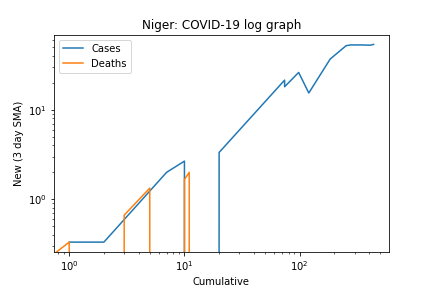 Niger: COVID-19 log graph
Cases
Deaths
New (3 day SMA)
10¹
10⁰
10⁰ 10¹ 10²
Cumulative